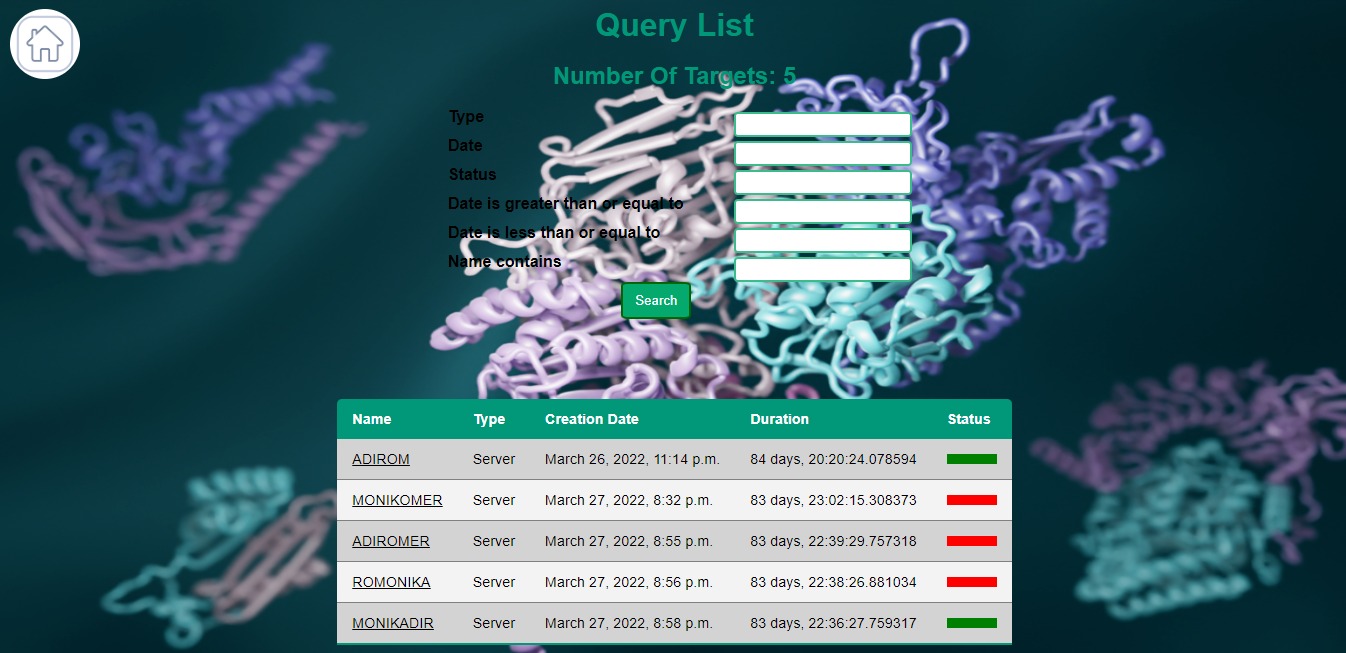 Query List
Number Of Targets: 5
Type
Date
Status
Date is greater than or equal to
Date is less than or equal to
Name contains
Search
Name Type Creation Date Duration Status
ADIROM Server March 26, 2022, 11:14 p.m. 84 days, 20:20:24.078594
MONIKOMER Server March 27, 2022, 8:32 p.m. 83 days, 23:02:15.308373
ADIROMER Server March 27, 2022, 8:55 p.m. 83 days, 22:39:29.757318
ROMONIKA Server March 27, 2022, 8:56 p.m. 83 days, 22:38:26.881034
MONIKADIR Server March 27, 2022, 8:58 p.m. 83 days, 22:36:27.759317